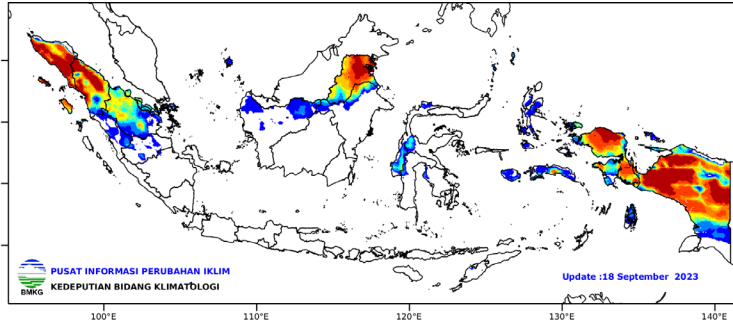 PUSAT INFORMASI PERUBAHAN IKLIM
KEDEPUTIAN BIDANG KLIMATOLOGI
BMKG
Update :18 September 2023
100°E 110°E 120°E 130°E 140°E